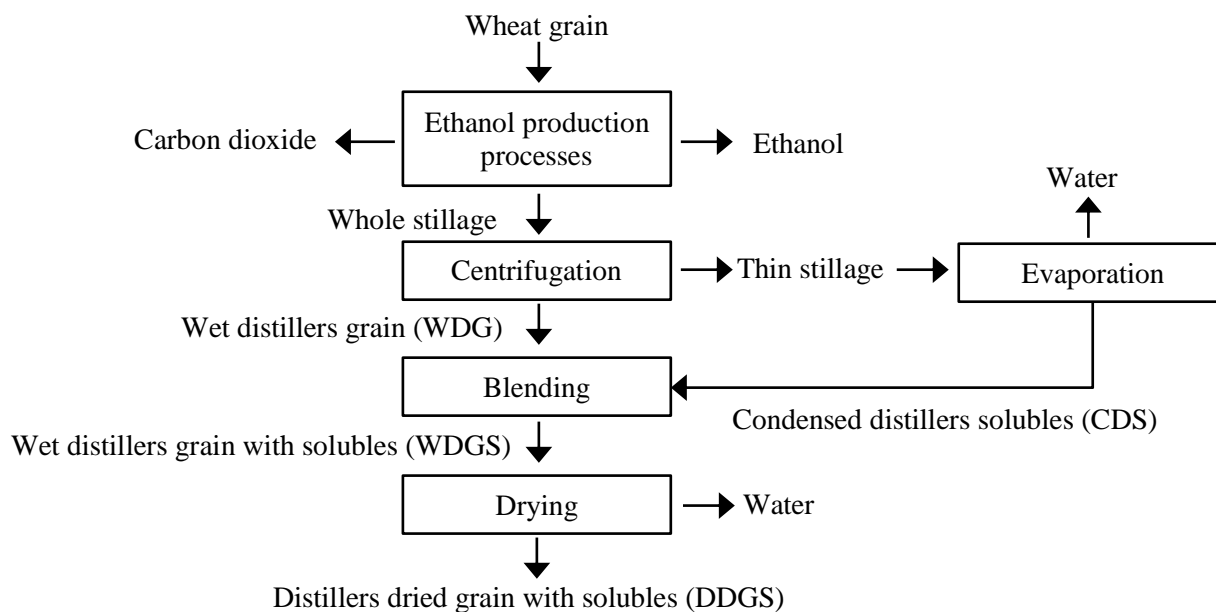 Wheat grain
Ethanol production
processes
Carbon dioxide
Ethanol
Water
Whole stillage
Centrifugation
Thin stillage
Evaporation
Wet distillers grain (WDG)
Blending
Condensed distillers solubles (CDS)
Wet distillers grain with solubles (WDGS)
Drying
Water
Distillers dried grain with solubles (DDGS)